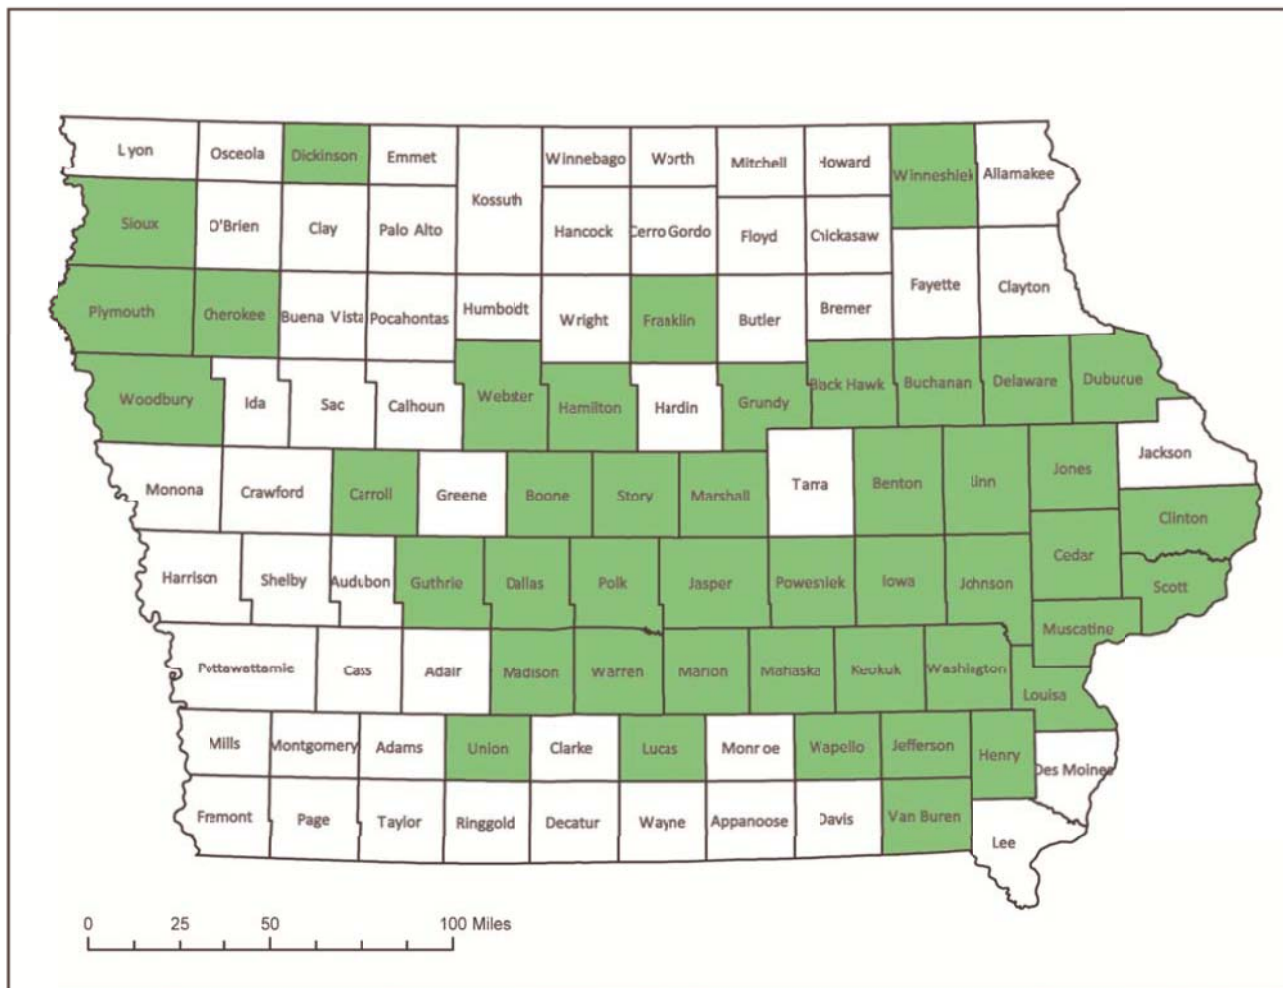 Lyon
Osceola
Dickinson
Emmet
Kossuth
Winnebago
Worth
Mitchell
Howard
Winneshiek
Allamakee
Sioux
O'Brien
Clay
Palo Alto
Hancock
Cerro Gordo
Floyd
Chickasaw
Fayette
Clayton
Plymouth
Cherokee
Buena Vista
Pocahontas
Humboldt
Wright
Franklin
Butler
Bremer
Woodbury
Ida
Sac
Calhoun
Webster
Hamilton
Hardin
Grundy
Black Hawk
Buchanan
Delaware
Dubuque
Jackson
Monona
Crawford
Carroll
Greene
Boone
Story
Marshall
Tama
Benton
Linn
Jones
Clinton
Harrison
Shelby
Audubon
Guthrie
Dallas
Polk
Jasper
Poweshiek
Iowa
Johnson
Cedar
Scott
Muscatine
Pottawattamie
Cass
Adair
Madison
Warren
Marion
Mahaska
Keokuk
Washington
Louisa
Mills
Montgomery
Adams
Union
Clarke
Lucas
Monroe
Wapello
Jefferson
Henry
Des Moines
Fremont
Page
Taylor
Ringgold
Decatur
Wayne
Appanoose
Davis
Van Buren
Lee
0 25 50 100 Miles